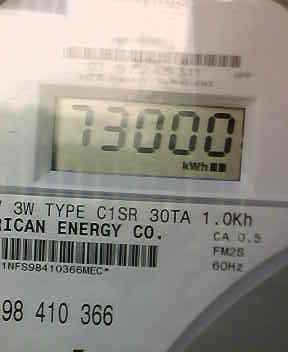 73000
kWh
3W TYPE C1SR 30TA 1.0Kh
RICAN ENERGY CO.
CA 0.5
FM2S
60Hz
1NFS98410366MEC*
98 410 366